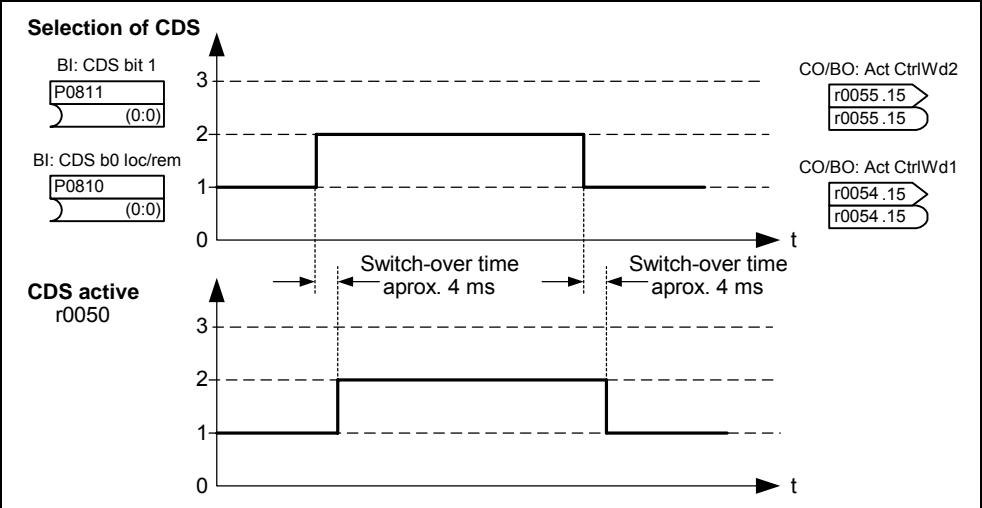 Selection of CDS
BI: CDS bit 1
P0811
(0:0)
BI: CDS b0 loc/rem
P0810
(0:0)
3
2
1
0
t
CO/BO: Act CtrlWd2
r0055 .15
r0055 .15
CO/BO: Act CtrlWd1
r0054 .15
r0054 .15
Switch-over time
aprox. 4 ms
Switch-over time
aprox. 4 ms
CDS active
r0050
3
2
1
0
t